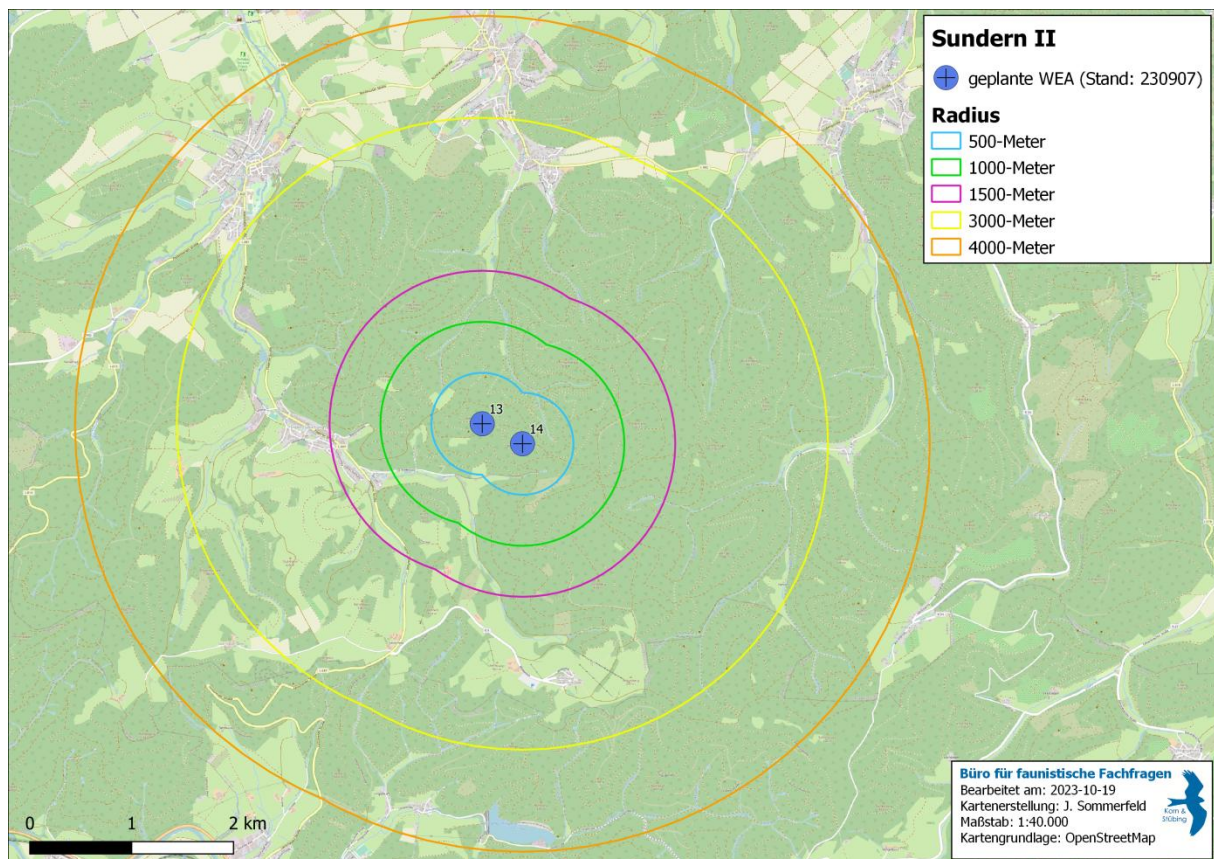 Sundern II
geplante WEA (Stand: 230907)
Radius
500-Meter
1000-Meter
1500-Meter
3000-Meter
4000-Meter
13
14
0 1 2 km
Büro für faunistische Fachfragen
Bearbeitet am: 2023-10-19
Kartenerstellung: J. Sommerfeld
Maßstab: 1:40.000
Kartengrundlage: OpenStreetMap
Korn &
Stübing